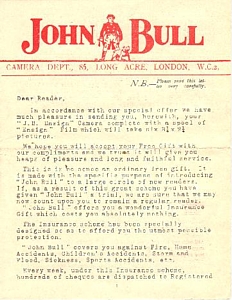 JOHN BULL
CAMERA DEPT., 85, LONG ACRE, LONDON, W.C.2.
N.B.—Please read this let-
ter very carefully.
Dear Reader,
In accordance with our special offer we have
much pleasure in sending you, herewith, your
"J.B. Ensign" Camera complete with a spool of
"Ensign" Film which will take six 2¼ x 3¼
pictures.
We hope you will accept your Free Gift with
our compliments and we trust it will give you
heaps of pleasure and long and faithful service.
This is by no means an ordinary free gift. It
is made with the specific purpose of introducing
"John Bull" to a large circle of new readers.
If, as a result of this great scheme you have
given "John Bull" a trial, we are sure that we may
now count upon you to remain a regular reader.
"John Bull" offers you a wonderful Insurance
Gift which costs you absolutely nothing.
The Insurance scheme has been specially
designed so as to afford you the utmost possible
protection.
"John Bull" covers you against Fire, Home
Accidents, Children's Accidents, Storm and
Flood, Sickness, Sports Accidents, etc.
Every week, under this Insurance scheme,
hundreds of cheques are dispatched to Registered